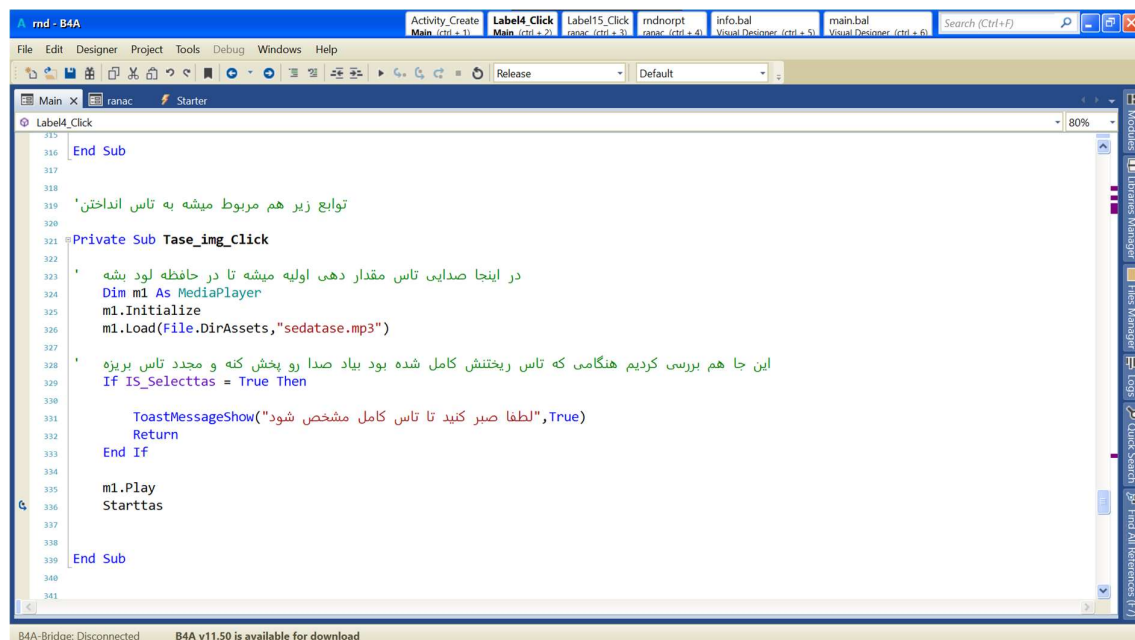 A rnd - B4A
Activity_Create
Main (ctrl + 1)
Label4_Click
Main (ctrl + 2)
Label15_Click
ranac (ctrl + 3)
rndnorpt
ranac (ctrl + 4)
info.bal
Visual Designer (ctrl + 5)
main.bal
Visual Designer (ctrl + 6)
Search (Ctrl+F)
File Edit Designer Project Tools Debug Windows Help
Release
Default
Main
ranac
Starter
Label4_Click
80%
315
316 End Sub
317
318
319 'توابع زیر هم مربوط میشه به تاس انداختن
320
321 Private Sub Tase_img_Click
322
323 ' در اینجا صدایی تاس مقدار دهی اولیه میشه تا در حافظه لود بشه
324 Dim m1 As MediaPlayer
325 m1.Initialize
326 m1.Load(File.DirAssets,"sedatase.mp3")
327
328 ' این جا هم بررسی کردیم هنگامی که تاس ریختنش کامل شده بود بیاد صدا رو پخش کنه و مجدد تاس بریزه
329 If IS_Selecttas = True Then
330
331 ToastMessageShow("لطفا صبر کنید تا تاس کامل مشخص شود",True)
332 Return
333 End If
334
335 m1.Play
336 Starttas
337
338
339 End Sub
340
341
Modules
Libraries Manager
Files Manager
Logs
Quick Search
Find All References (F7)
B4A-Bridge: Disconnected
B4A v11.50 is available for download